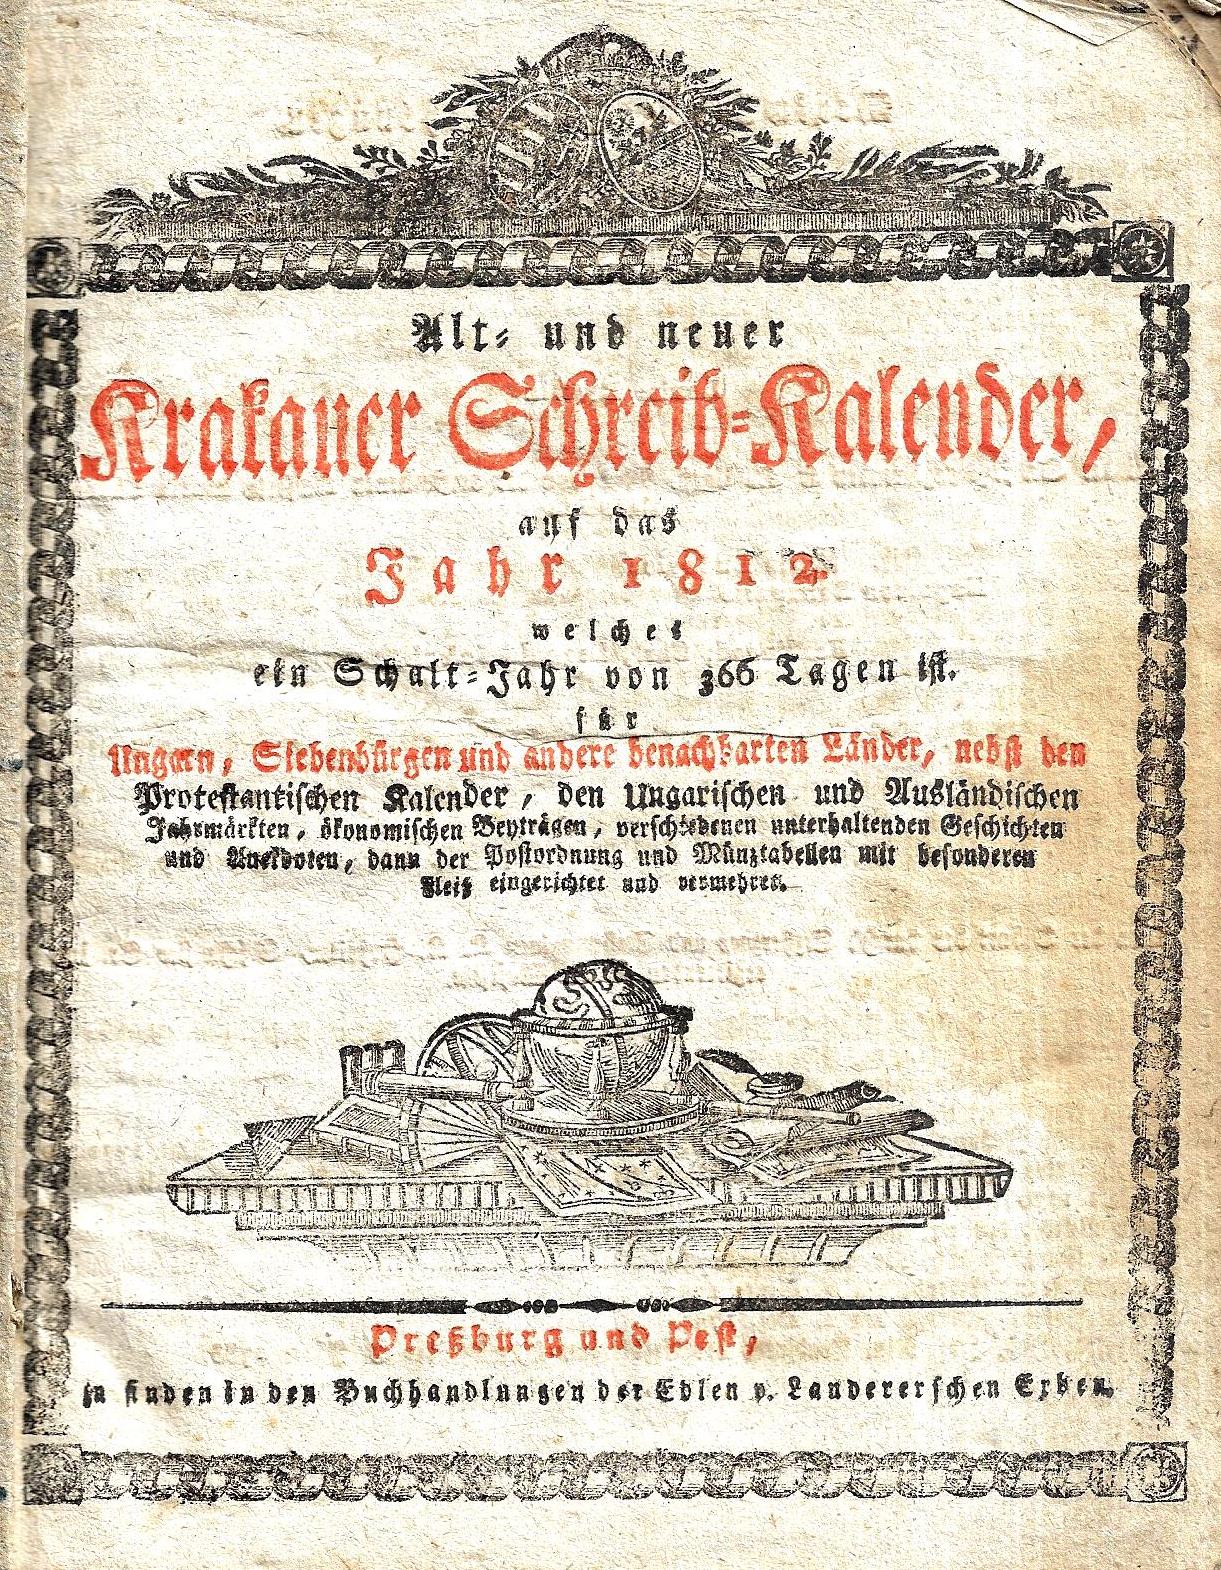 Alt- und neuer
Krakauer Schreib-Kalender,
auf das
Jahr 1812
welches
ein Schalt-Jahr von 366 Tagen ist.
für
Ungarn, Siebenbürgen und andere benachbarten Länder, nebst den
Protestantischen Kalender, den Ungarischen und Ausländischen
Jahrmärkten, ökonomischen Beyträgen, verschiedenen unterhaltenden Geschichten
und Anekdoten, dann der Postordnung und Münztabellen mit besonderen
Fleiß eingerichtet und vermehret.
Preßburg und Pest,
zu finden in den Buchhandlungen der Edlen v. Landererschen Erben.